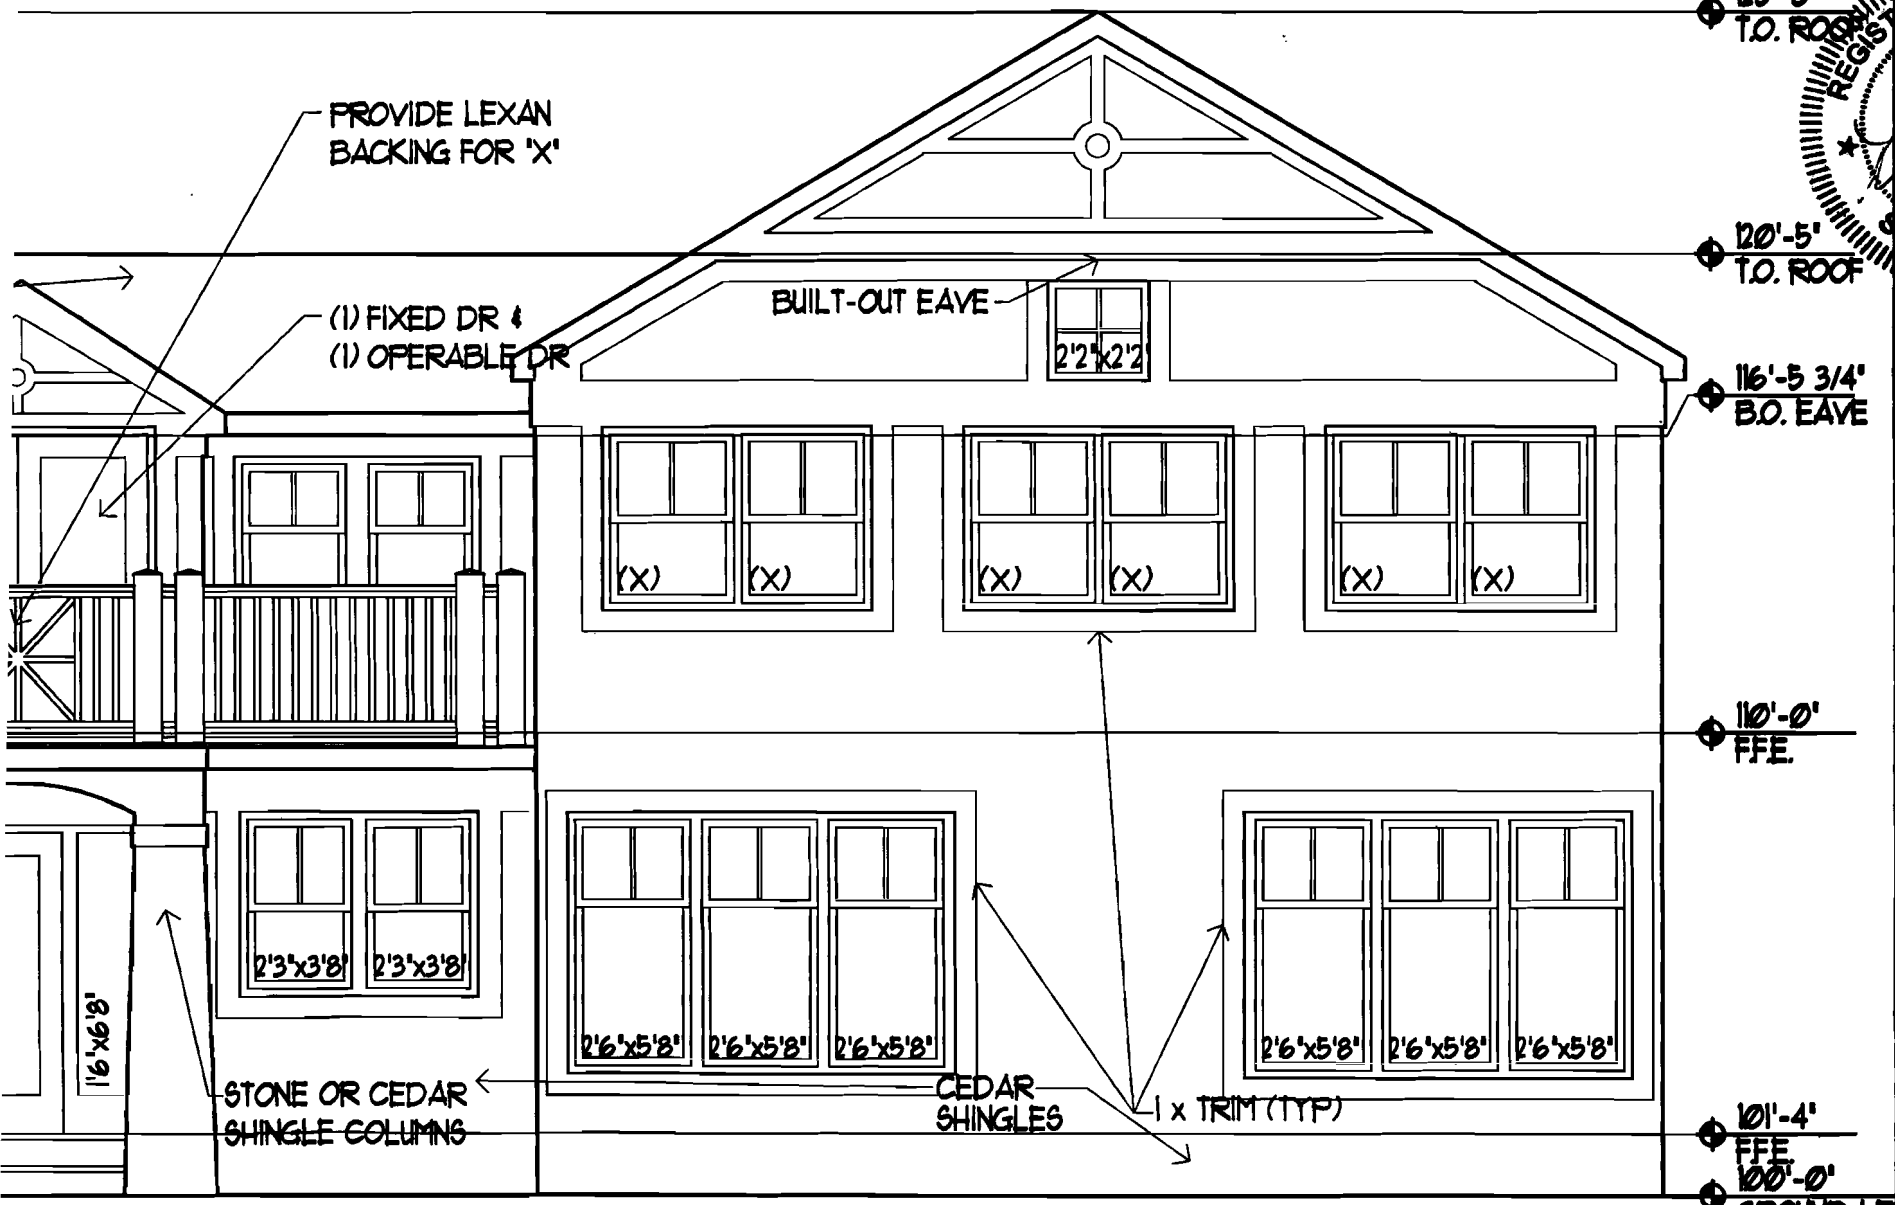 T.O. ROOF
REGIST
PROVIDE LEXAN
BACKING FOR "X"
120'-5"
T.O. ROOF
BUILT-OUT EAVE
(1) FIXED DR &
(1) OPERABLE DR
2'2"x2'2"
116'-5 3/4"
B.O. EAVE
(X) (X) (X) (X) (X) (X)
110'-0"
F.F.E.
2'3"x3'8" 2'3"x3'8"
1'6"x6'8"
2'6"x5'8" 2'6"x5'8" 2'6"x5'8" 2'6"x5'8" 2'6"x5'8" 2'6"x5'8"
STONE OR CEDAR
SHINGLE COLUMNS
CEDAR
SHINGLES
1 x TRIM (TYP)
101'-4"
F.F.E.
100'-0"